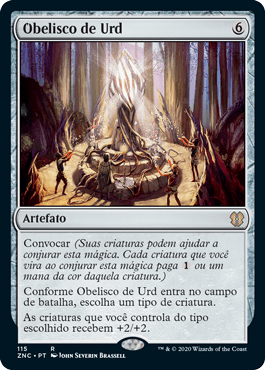 Obelisco de Urd 6
Artefato
Convocar (Suas criaturas podem ajudar a
conjurar esta mágica. Cada criatura que você
vira ao conjurar esta mágica paga 1 ou um
mana da cor daquela criatura.)
Conforme Obelisco de Urd entra no campo
de batalha, escolha um tipo de criatura.
As criaturas que você controla do tipo
escolhido recebem +2/+2.
115 R
ZNC • PT John Severin Brassell
™ & © 2020 Wizards of the Coast